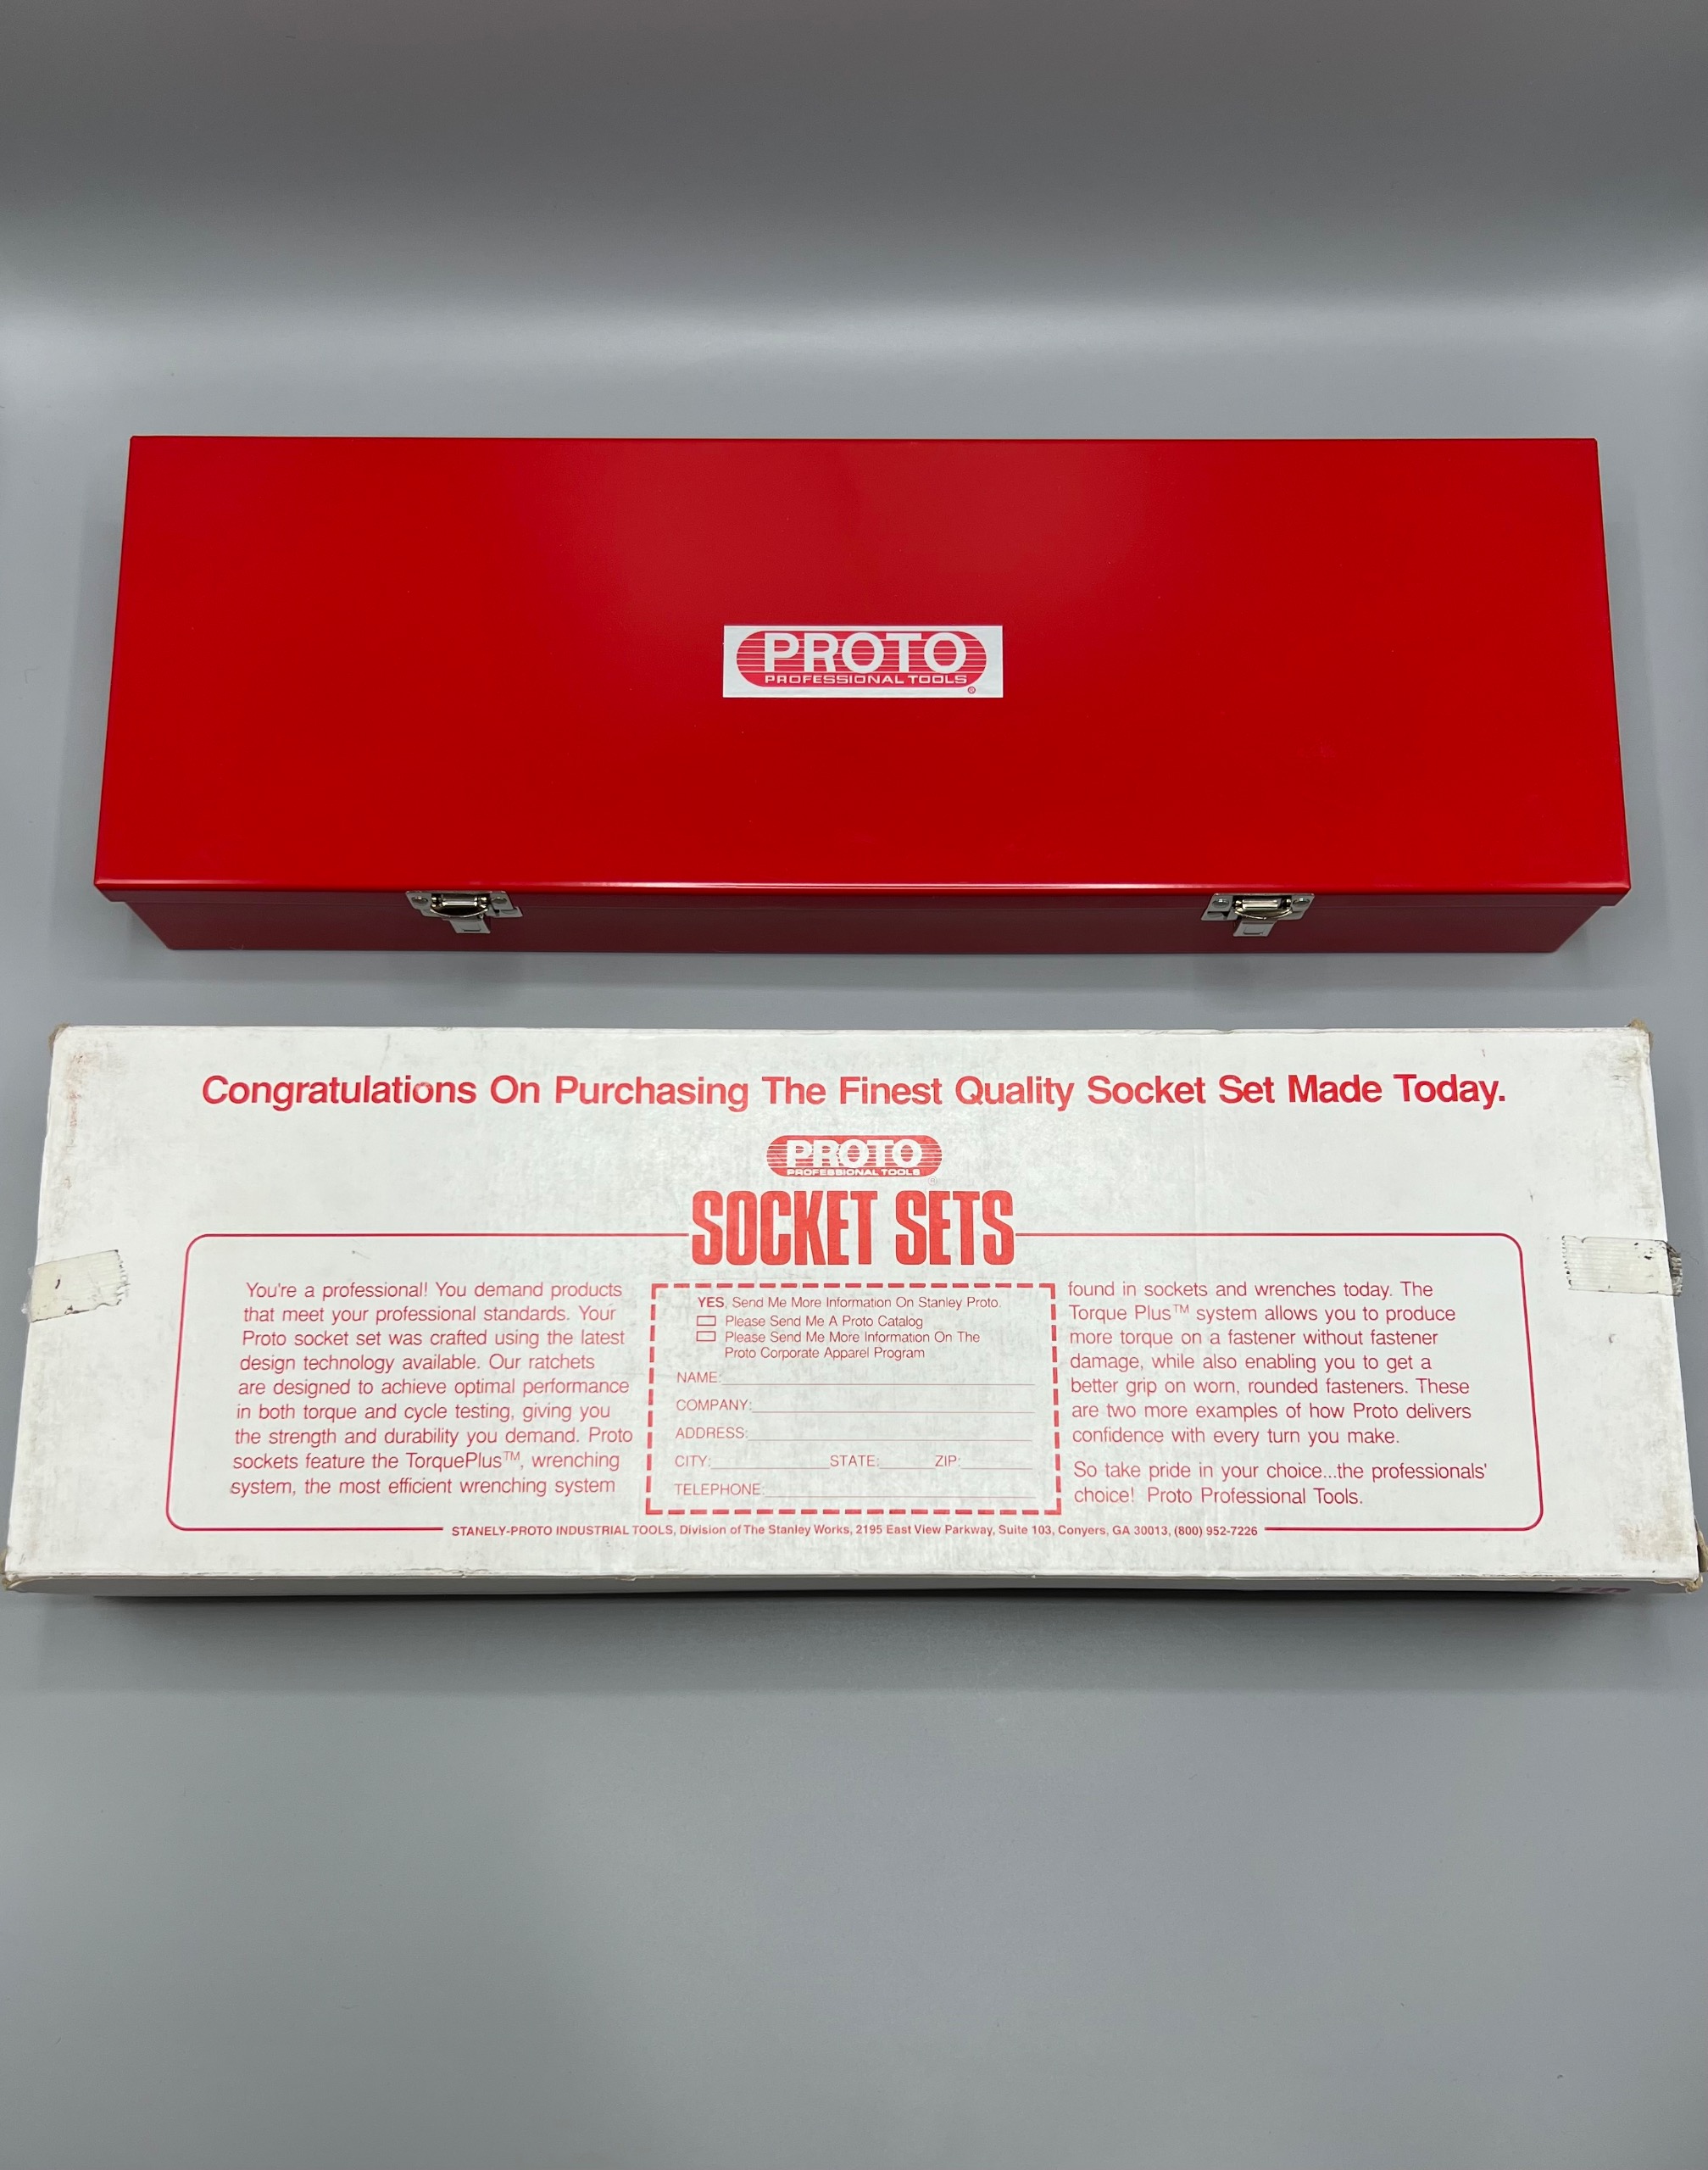 PROTO
PROFESSIONAL TOOLS
®
Congratulations On Purchasing The Finest Quality Socket Set Made Today.
PROTO
PROFESSIONAL TOOLS
®
SOCKET SETS
You're a professional! You demand products
that meet your professional standards. Your
Proto socket set was crafted using the latest
design technology available. Our ratchets
are designed to achieve optimal performance
in both torque and cycle testing, giving you
the strength and durability you demand. Proto
sockets feature the TorquePlus™, wrenching
system, the most efficient wrenching system
YES, Send Me More Information On Stanley Proto.
Please Send Me A Proto Catalog
Please Send Me More Information On The
Proto Corporate Apparel Program
NAME:
COMPANY:
ADDRESS:
CITY: STATE: ZIP:
TELEPHONE:
found in sockets and wrenches today. The
Torque Plus™ system allows you to produce
more torque on a fastener without fastener
damage, while also enabling you to get a
better grip on worn, rounded fasteners. These
are two more examples of how Proto delivers
confidence with every turn you make.
So take pride in your choice...the professionals'
choice! Proto Professional Tools.
STANELY-PROTO INDUSTRIAL TOOLS, Division of The Stanley Works, 2195 East View Parkway, Suite 103, Conyers, GA 30013, (800) 952-7226